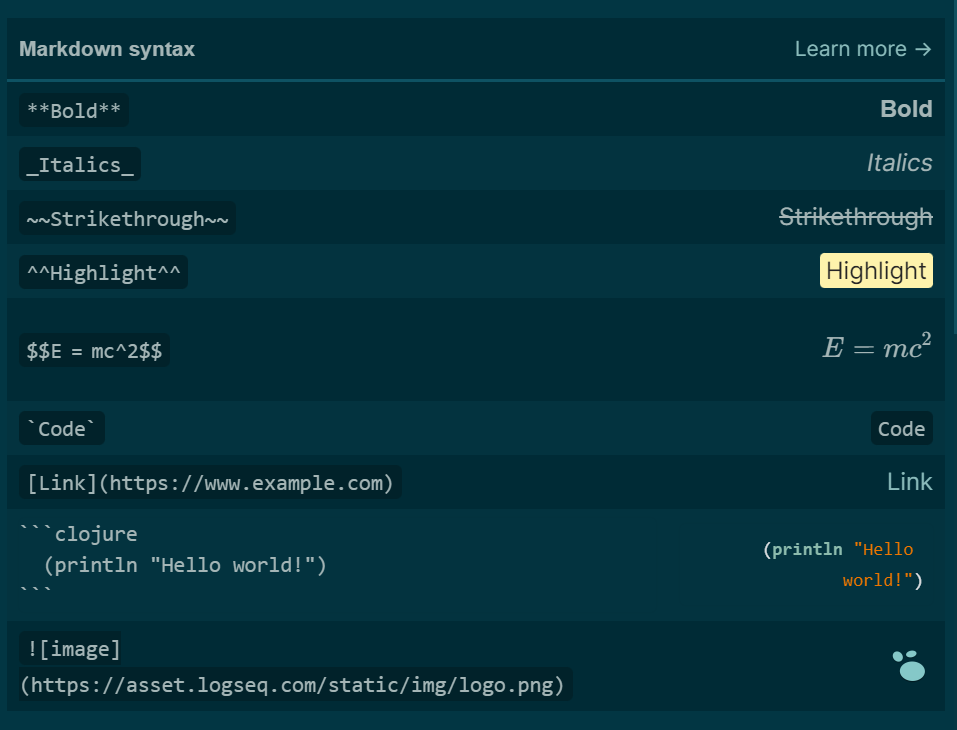 Markdown syntax Learn more →
**Bold** Bold
_Italics_ Italics
~~Strikethrough~~ Strikethrough
^^Highlight^^ Highlight
$$E = mc^2$$ E = mc²
`Code` Code
[Link](https://www.example.com) Link
```clojure
(println "Hello world!")
```
(println "Hello
world!")
![image]
(https://asset.logseq.com/static/img/logo.png)